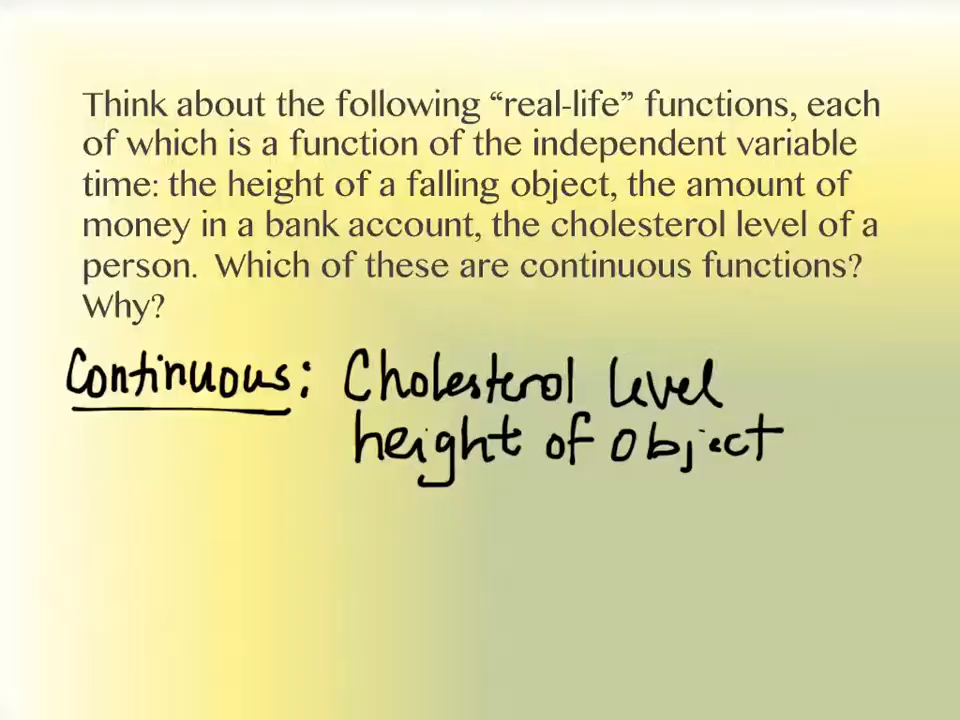 Think about the following “real-life” functions, each
of which is a function of the independent variable
time: the height of a falling object, the amount of
money in a bank account, the cholesterol level of a
person.  Which of these are continuous functions?
Why?
Continuous: Cholesterol level
height of object